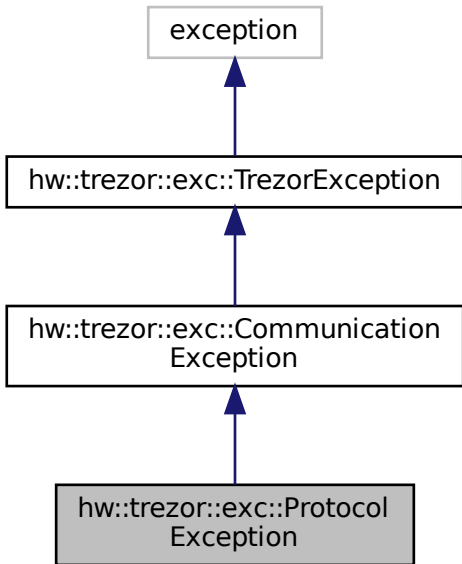 exception
hw::trezor::exc::TrezorException
hw::trezor::exc::Communication
Exception
hw::trezor::exc::Protocol
Exception